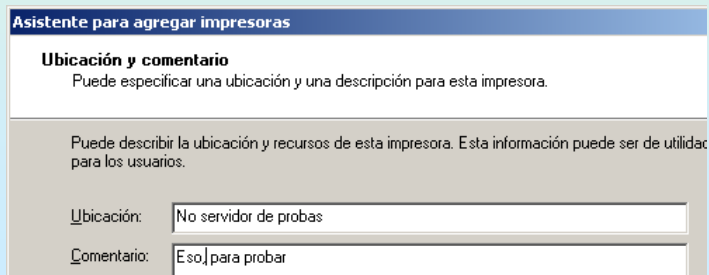 Asistente para agregar impresoras
Ubicación y comentario
Puede especificar una ubicación y una descripción para esta impresora.
Puede describir la ubicación y recursos de esta impresora. Esta información puede ser de utilidad
para los usuarios.
Ubicación: No servidor de probas
Comentario: Eso, para probar